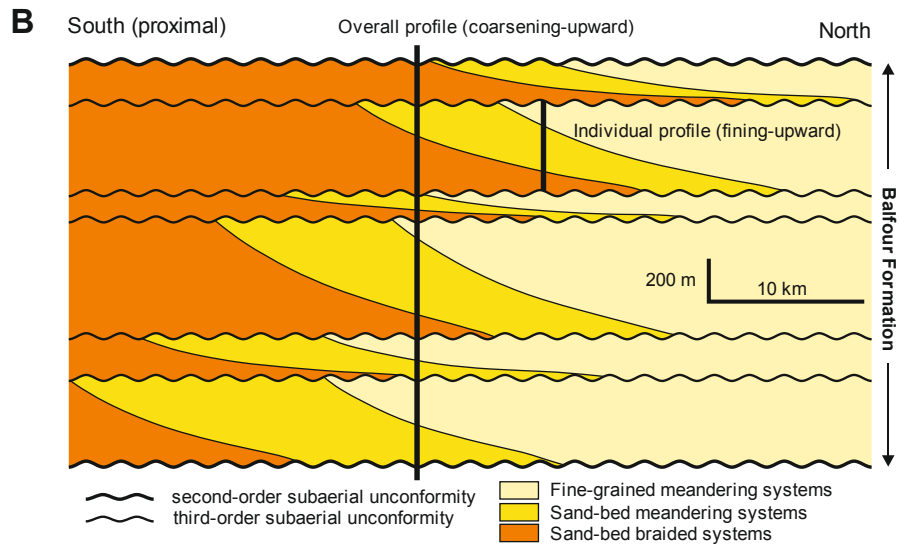 B
South (proximal)
Overall profile (coarsening-upward)
North
Individual profile (fining-upward)
200 m
10 km
Balfour Formation
second-order subaerial unconformity
third-order subaerial unconformity
Fine-grained meandering systems
Sand-bed meandering systems
Sand-bed braided systems